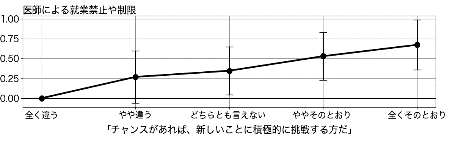 医師による就業禁止や制限
1.00
0.75
0.50
0.25
0.00
全く違う
やや違う
どちらとも言えない
ややそのとおり
全くそのとおり
「チャンスがあれば、新しいことに積極的に挑戦する方だ」